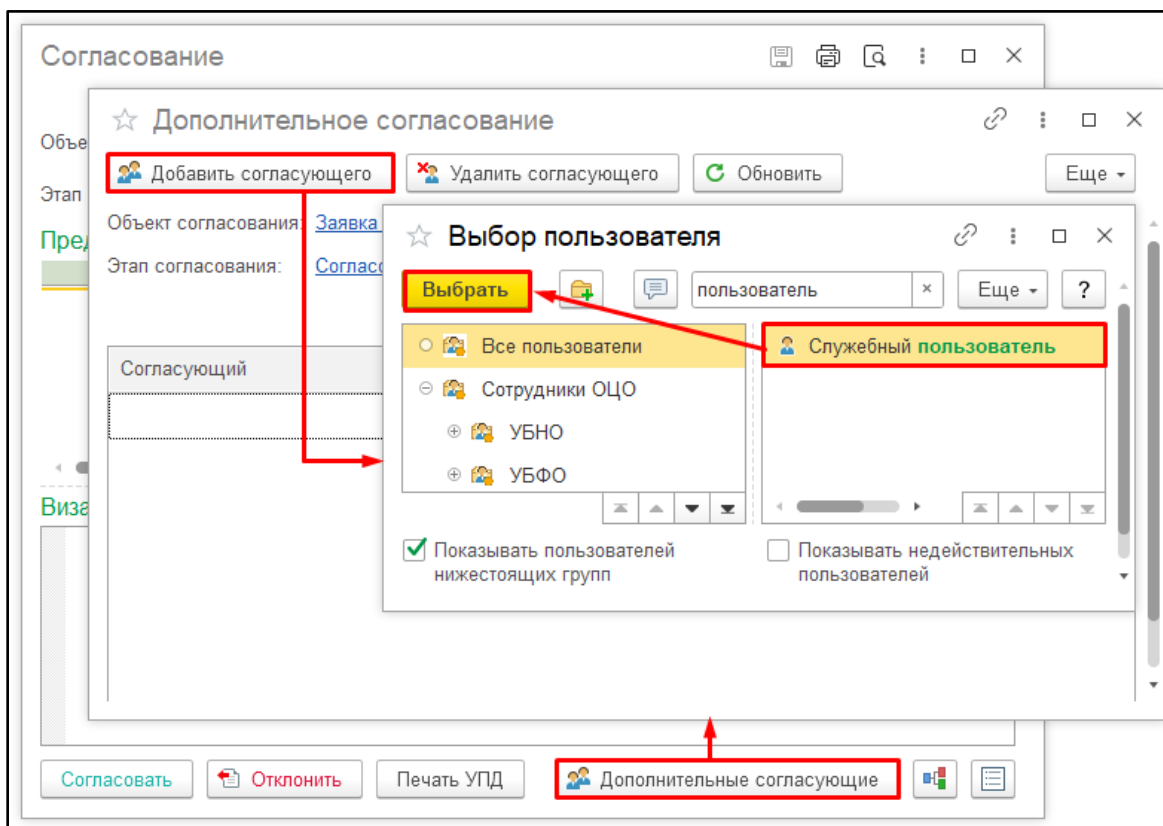 Согласование
Дополнительное согласование
Объе
Добавить согласующего
Удалить согласующего
Обновить
Еще
Этап
Объект согласования:
Заявка
Пред
Выбор пользователя
Этап согласования:
Согласо
Выбрать
пользователь
×
Еще
?
Согласующий
Все пользователи
Служебный пользователь
Сотрудники ОЦО
УБНО
УБФО
Виза
Показывать пользователей
нижестоящих групп
Показывать недействительных
пользователей
Согласовать
Отклонить
Печать УПД
Дополнительные согласующие